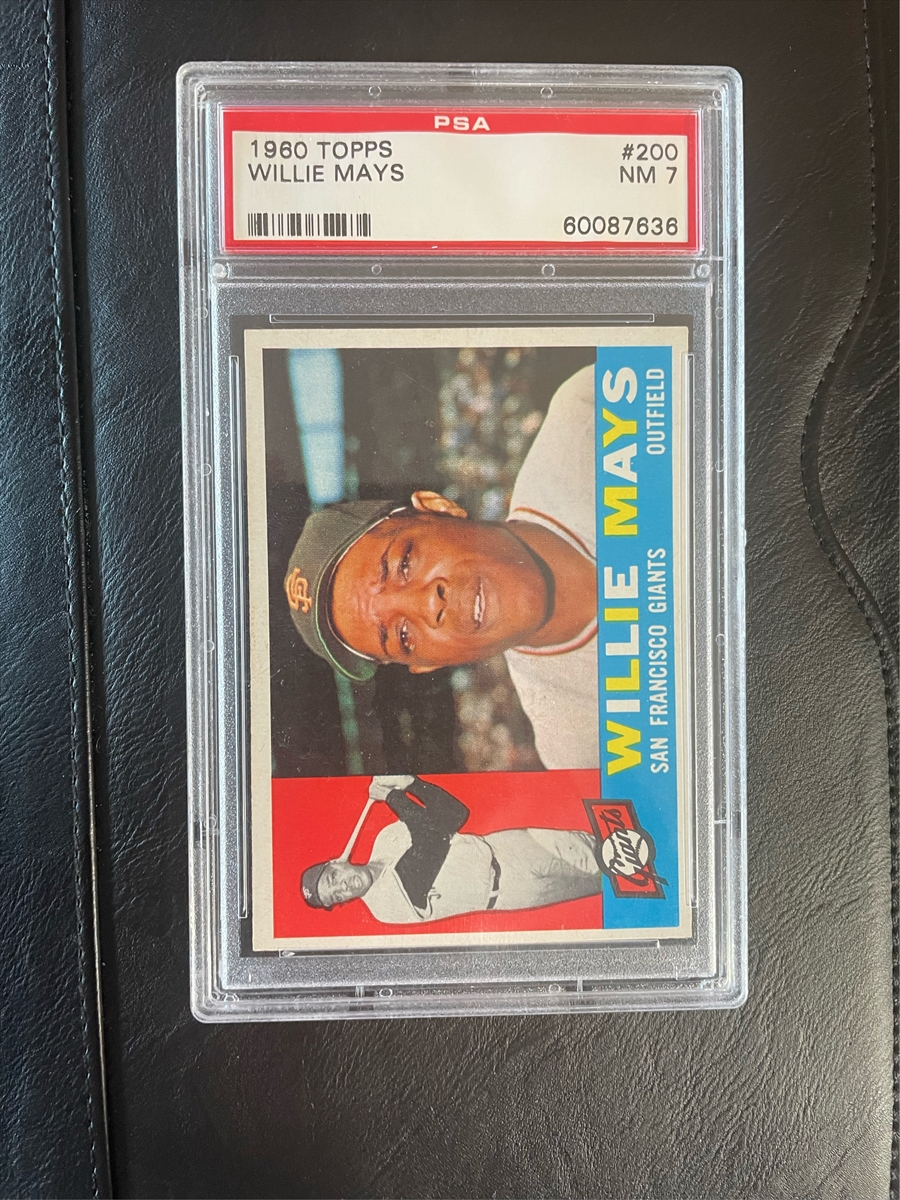 PSA
1960 TOPPS #200
WILLIE MAYS NM 7
60087636
SF
WILLIE MAYS
SAN FRANCISCO GIANTS OUTFIELD
Giants